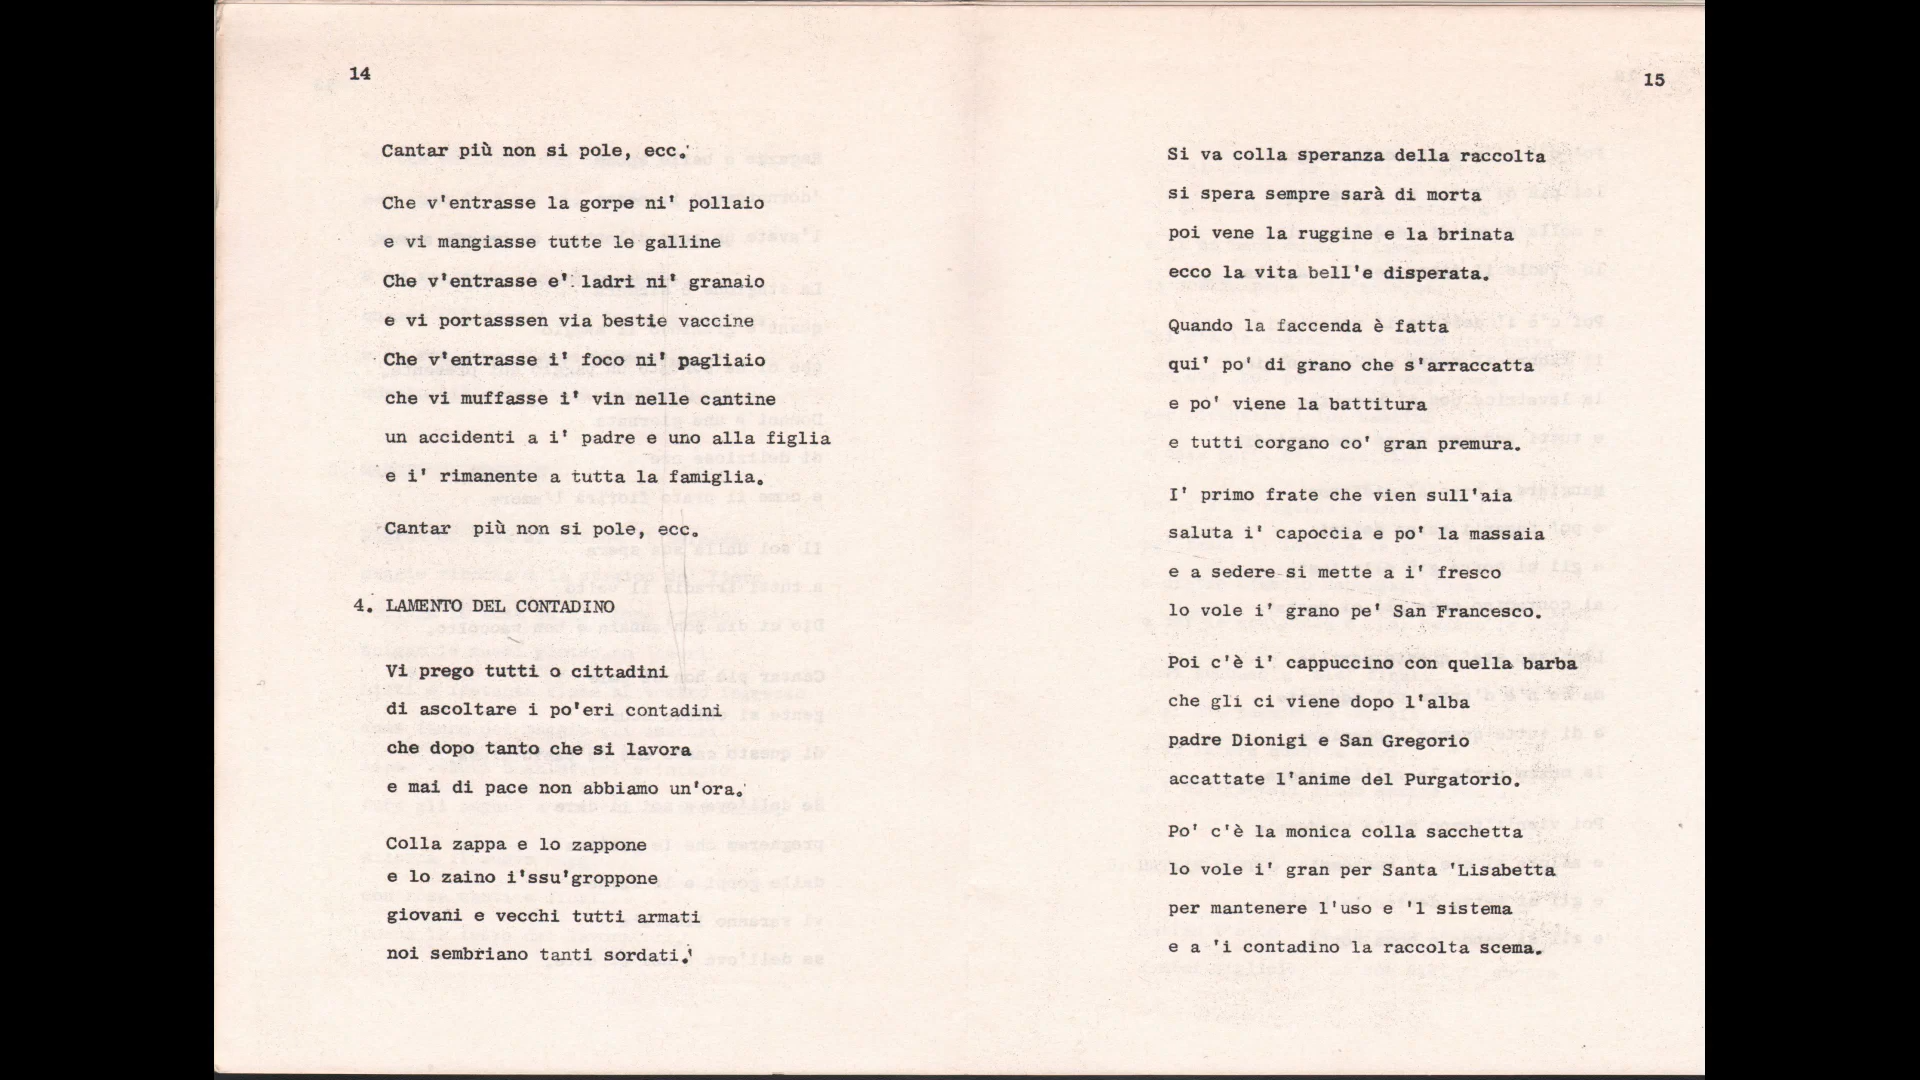 14
Cantar più non si pole, ecc.
Che v'entrasse la gorpe ni' pollaio
e vi mangiasse tutte le galline
Che v'entrasse e' ladri ni' granaio
e vi portasssen via bestie vaccine
Che v'entrasse i' foco ni' pagliaio
che vi muffasse i' vin nelle cantine
un accidenti a i' padre e uno alla figlia
e i' rimanente a tutta la famiglia.
Cantar più non si pole, ecc.
4. LAMENTO DEL CONTADINO
Vi prego tutti o cittadini
di ascoltare i po'eri contadini
che dopo tanto che si lavora
e mai di pace non abbiamo un'ora.
Colla zappa e lo zappone
e lo zaino i'ssu'groppone
giovani e vecchi tutti armati
noi sembriano tanti sordati.
15
Si va colla speranza della raccolta
si spera sempre sarà di morta
poi vene la ruggine e la brinata
ecco la vita bell'e disperata.
Quando la faccenda è fatta
qui' po' di grano che s'arraccatta
e po' viene la battitura
e tutti corgano co' gran premura.
I' primo frate che vien sull'aia
saluta i' capoccia e po' la massaia
e a sedere si mette a i' fresco
lo vole i' grano pe' San Francesco.
Poi c'è i' cappuccino con quella barba
che gli ci viene dopo l'alba
padre Dionigi e San Gregorio
accattate l'anime del Purgatorio.
Po' c'è la monica colla sacchetta
lo vole i' gran per Santa 'Lisabetta
per mantenere l'uso e 'l sistema
e a 'i contadino la raccolta scema.